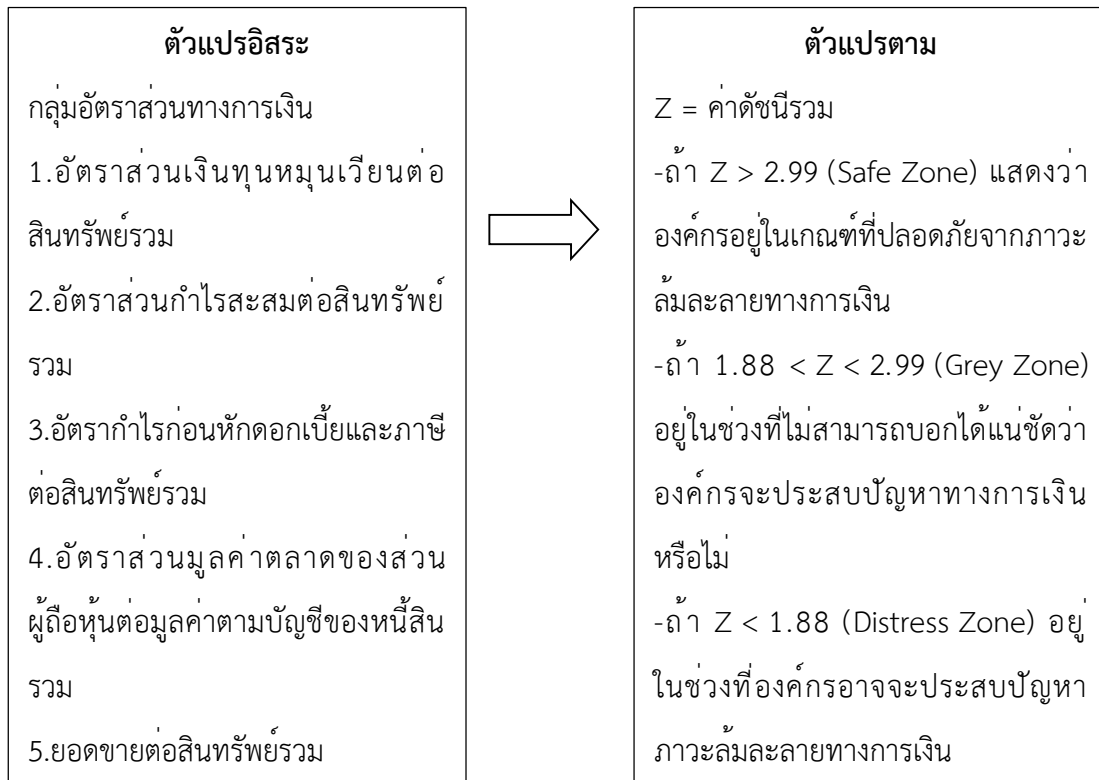 ตัวแปรอิสระ
กลุ่มอัตราส่วนทางการเงิน
1.อัตราส่วนเงินทุนหมุนเวียนต่อ
สินทรัพย์รวม
2.อัตราส่วนกำไรสะสมต่อสินทรัพย์
รวม
3.อัตรากำไรก่อนหักดอกเบี้ยและภาษี
ต่อสินทรัพย์รวม
4.อัตราส่วนมูลค่าตลาดของส่วน
ผู้ถือหุ้นต่อมูลค่าตามบัญชีของหนี้สิน
รวม
5.ยอดขายต่อสินทรัพย์รวม
ตัวแปรตาม
Z = ค่าดัชนีรวม
-ถ้า Z > 2.99 (Safe Zone) แสดงว่า
องค์กรอยู่ในเกณฑ์ที่ปลอดภัยจากภาวะ
ล้มละลายทางการเงิน
-ถ้า 1.88 < Z < 2.99 (Grey Zone)
อยู่ในช่วงที่ไม่สามารถบอกได้แน่ชัดว่า
องค์กรจะประสบปัญหาทางการเงิน
หรือไม่
-ถ้า Z < 1.88 (Distress Zone) อยู่
ในช่วงที่องค์กรอาจจะประสบปัญหา
ภาวะล้มละลายทางการเงิน